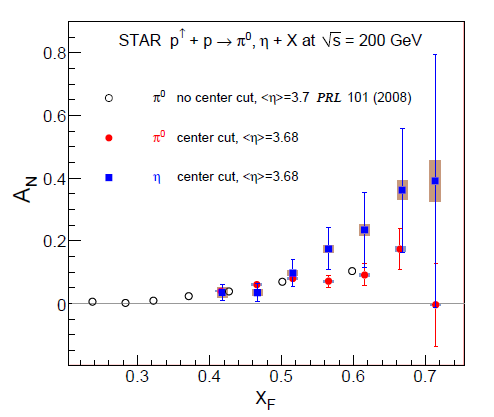 STAR p↑ + p → π⁰, η + X at √s = 200 GeV
π⁰ no center cut, <η>=3.7 PRL 101 (2008)
π⁰ center cut, <η>=3.68
η center cut, <η>=3.68
A_N
0.8
0.6
0.4
0.2
0
0.3 0.4 0.5 0.6 0.7
X_F